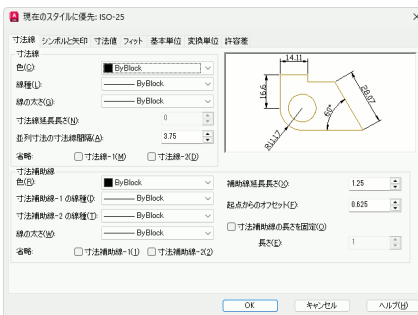 現在のスタイルに優先: ISO-25
寸法線 シンボルと矢印 寸法値 フィット 基本単位 変換単位 許容差
寸法線
色(C): ByBlock
線種(L): ByBlock
線の太さ(G): ByBlock
寸法線延長長さ(N): 0
並列寸法の寸法線間隔(A): 3.75
省略: 寸法線-1(M) 寸法線-2(D)
14.11
16.6
28.07
60°
R11.17
寸法補助線
色(R): ByBlock
寸法補助線-1 の線種(I): ByBlock
寸法補助線-2 の線種(T): ByBlock
線の太さ(W): ByBlock
省略: 寸法補助線-1(1) 寸法補助線-2(2)
補助線延長長さ(X): 1.25
起点からのオフセット(F): 0.625
寸法補助線の長さを固定(O)
長さ(E): 1
OK キャンセル ヘルプ(H)